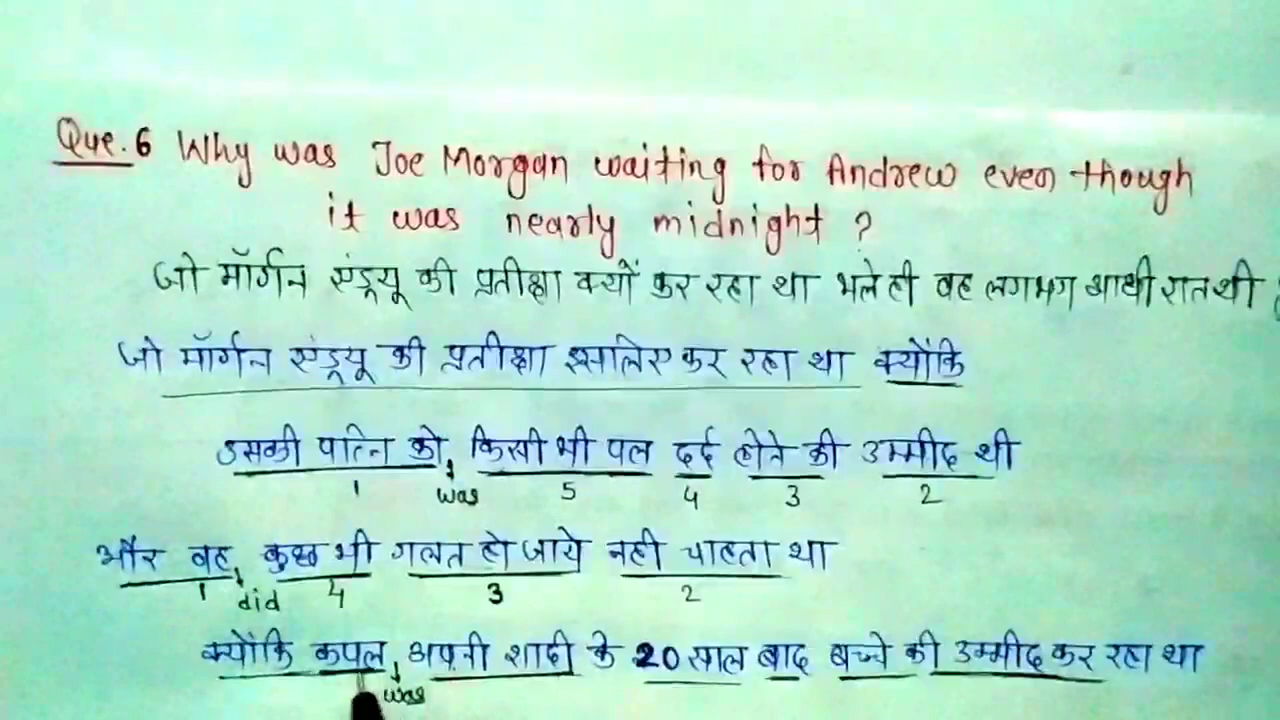 Que. 6 Why was Joe Morgan waiting for Andrew even though
it was nearly midnight ?
जो मॉर्गन एंड्रयू की प्रतीक्षा क्यों कर रहा था भले ही वह लगभग आधी रात थी
जो मॉर्गन एंड्रयू की प्रतीक्षा इसलिए कर रहा था क्योंकि
उसकी पत्नि को, किसी भी पल दर्द होने की उम्मीद थी
1 was 5 4 3 2
और वह, कुछ भी गलत हो जाये नही चाहता था
1 did 4 3 2
क्योंकि कपल, अपनी शादी के 20 साल बाद बच्चे की उम्मीद कर रहा था
was